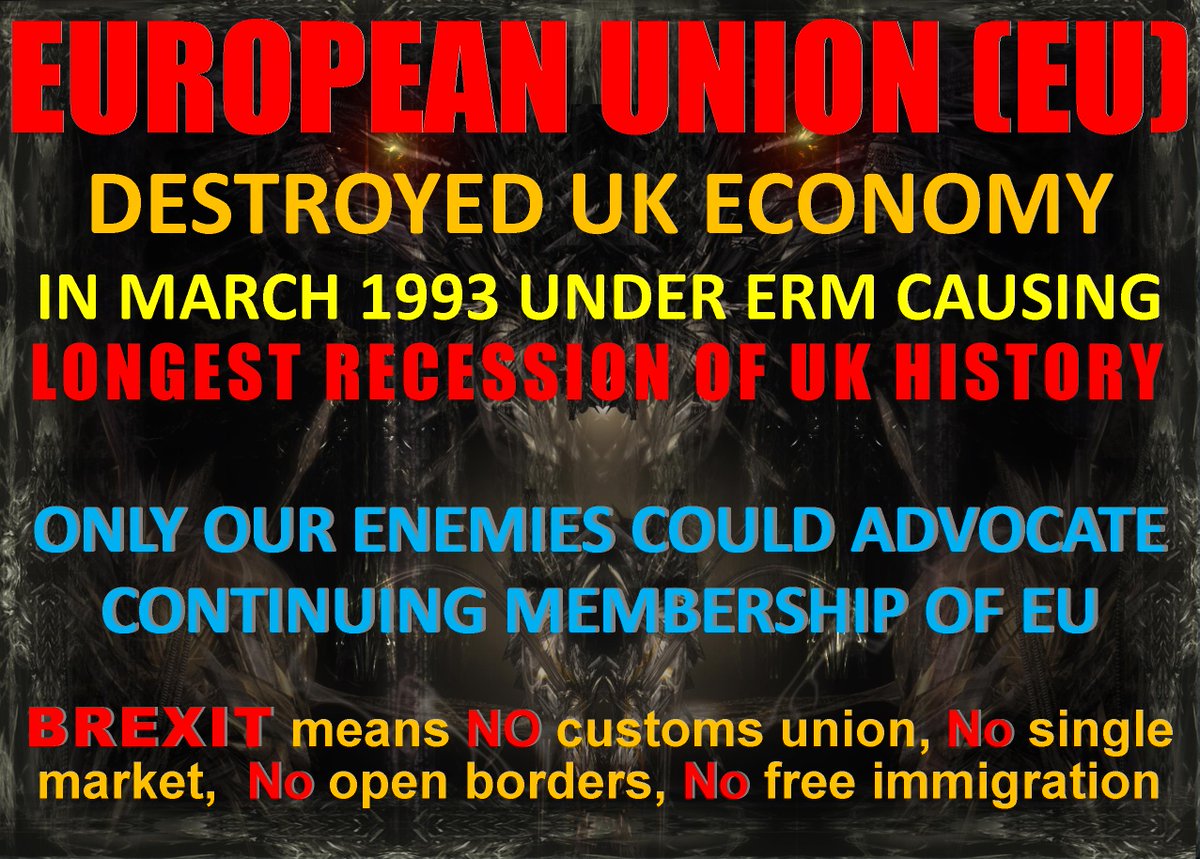 EUROPEAN UNION (EU)
DESTROYED UK ECONOMY
IN MARCH 1993 UNDER ERM CAUSING
LONGEST RECESSION OF UK HISTORY
ONLY OUR ENEMIES COULD ADVOCATE
CONTINUING MEMBERSHIP OF EU
BREXIT means NO customs union, No single
market, No open borders, No free immigration